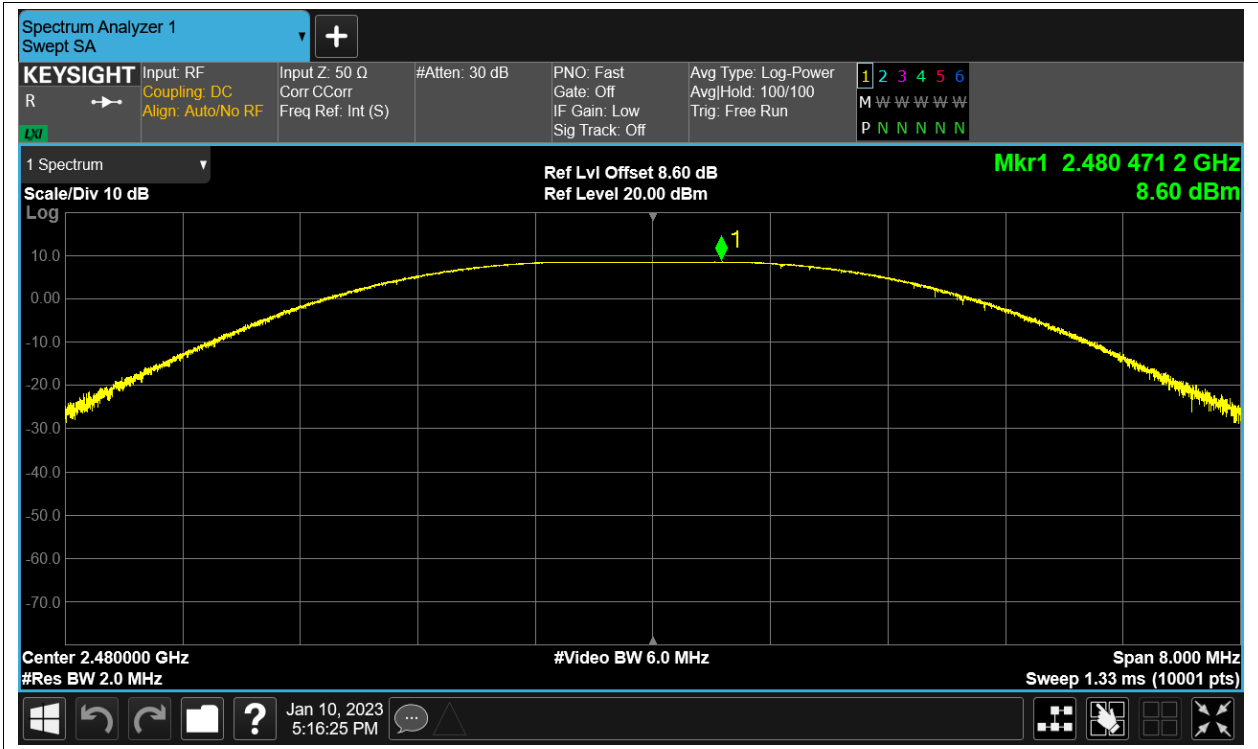 Spectrum Analyzer 1
Swept SA
KEYSIGHT
R
LXI
Input: RF
Coupling: DC
Align: Auto/No RF
Input Z: 50 Ω
Corr CCorr
Freq Ref: Int (S)
#Atten: 30 dB
PNO: Fast
Gate: Off
IF Gain: Low
Sig Track: Off
Avg Type: Log-Power
Avg|Hold: 100/100
Trig: Free Run
1 2 3 4 5 6
M W W W W W
P N N N N N
1 Spectrum
Scale/Div 10 dB
Log
Ref Lvl Offset 8.60 dB
Ref Level 20.00 dBm
Mkr1 2.480 471 2 GHz
8.60 dBm
1
10.0
0.00
-10.0
-20.0
-30.0
-40.0
-50.0
-60.0
-70.0
Center 2.480000 GHz
#Res BW 2.0 MHz
#Video BW 6.0 MHz
Span 8.000 MHz
Sweep 1.33 ms (10001 pts)
?
Jan 10, 2023
5:16:25 PM